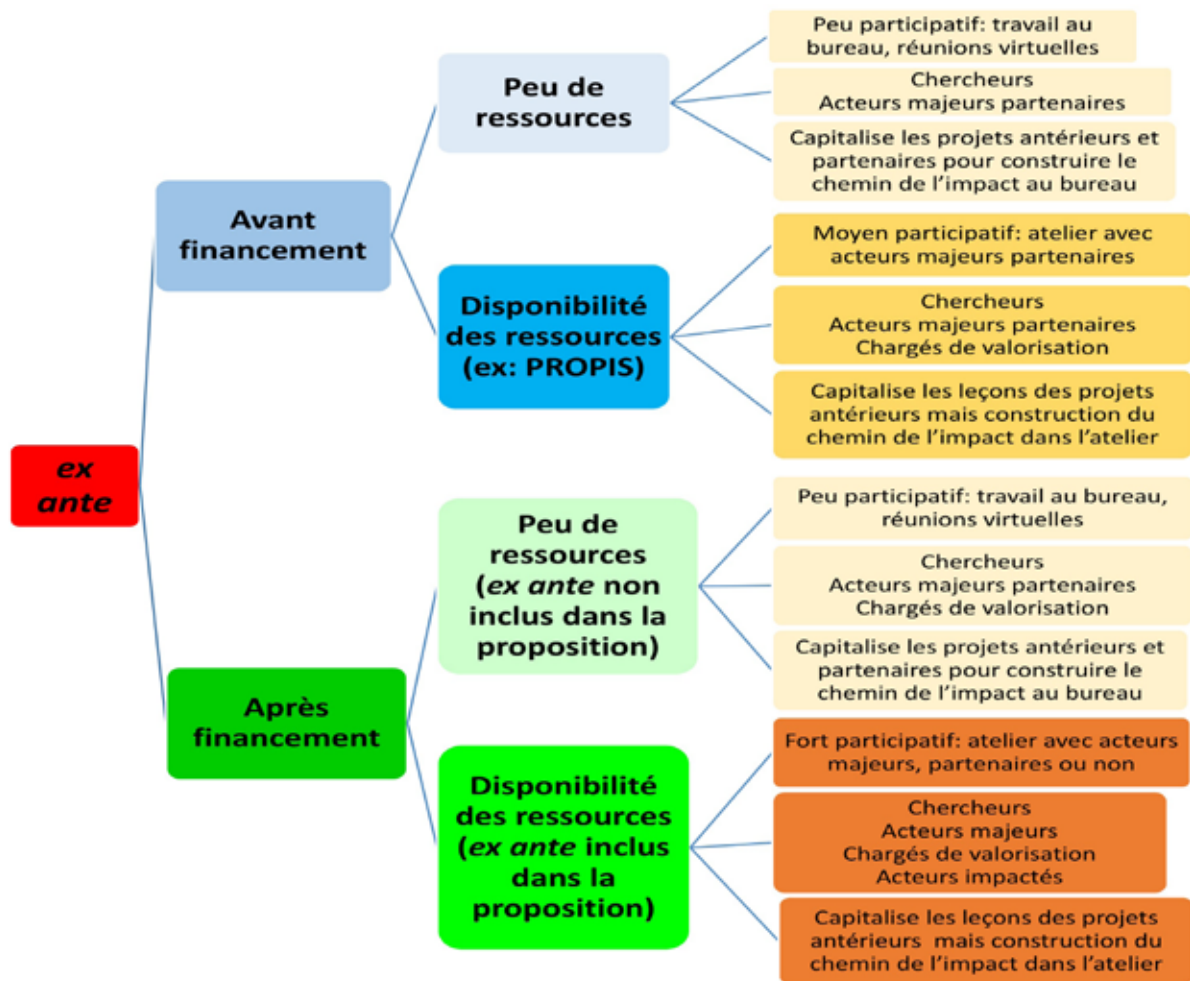 ex
ante
Avant
financement
Peu de
ressources
Peu participatif: travail au
bureau, réunions virtuelles
Chercheurs
Acteurs majeurs partenaires
Capitalise les projets antérieurs et
partenaires pour construire le
chemin de l’impact au bureau
Disponibilité
des ressources
(ex: PROPIS)
Moyen participatif: atelier avec
acteurs majeurs partenaires
Chercheurs
Acteurs majeurs partenaires
Chargés de valorisation
Capitalise les leçons des projets
antérieurs mais construction du
chemin de l’impact dans l’atelier
Après
financement
Peu de
ressources
(ex ante non
inclus dans la
proposition)
Peu participatif: travail au bureau,
réunions virtuelles
Chercheurs
Acteurs majeurs partenaires
Chargés de valorisation
Capitalise les projets antérieurs et
partenaires pour construire le
chemin de l’impact au bureau
Disponibilité
des ressources
(ex ante inclus
dans la
proposition)
Fort participatif: atelier avec acteurs
majeurs, partenaires ou non
Chercheurs
Acteurs majeurs
Chargés de valorisation
Acteurs impactés
Capitalise les leçons des projets
antérieurs mais construction du
chemin de l’impact dans l’atelier